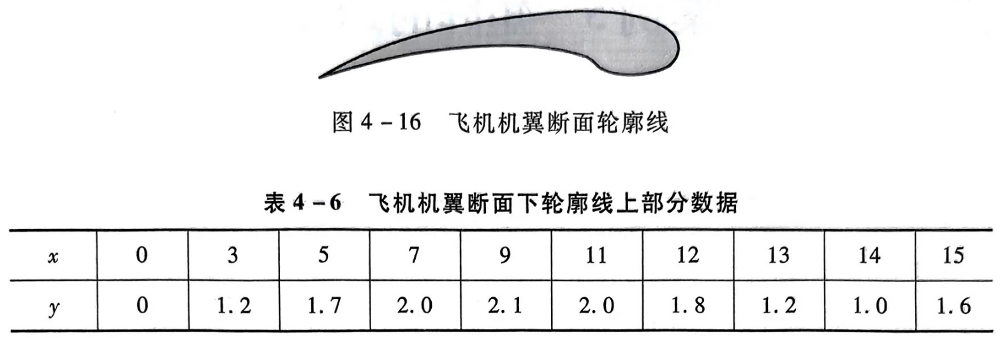 图 4－16 飞机机翼断面轮廓线
表 4－6 飞机机翼断面下轮廓线上部分数据
x 0 3 5 7 9 11 12 13 14 15
y 0 1.2 1.7 2.0 2.1 2.0 1.8 1.2 1.0 1.6